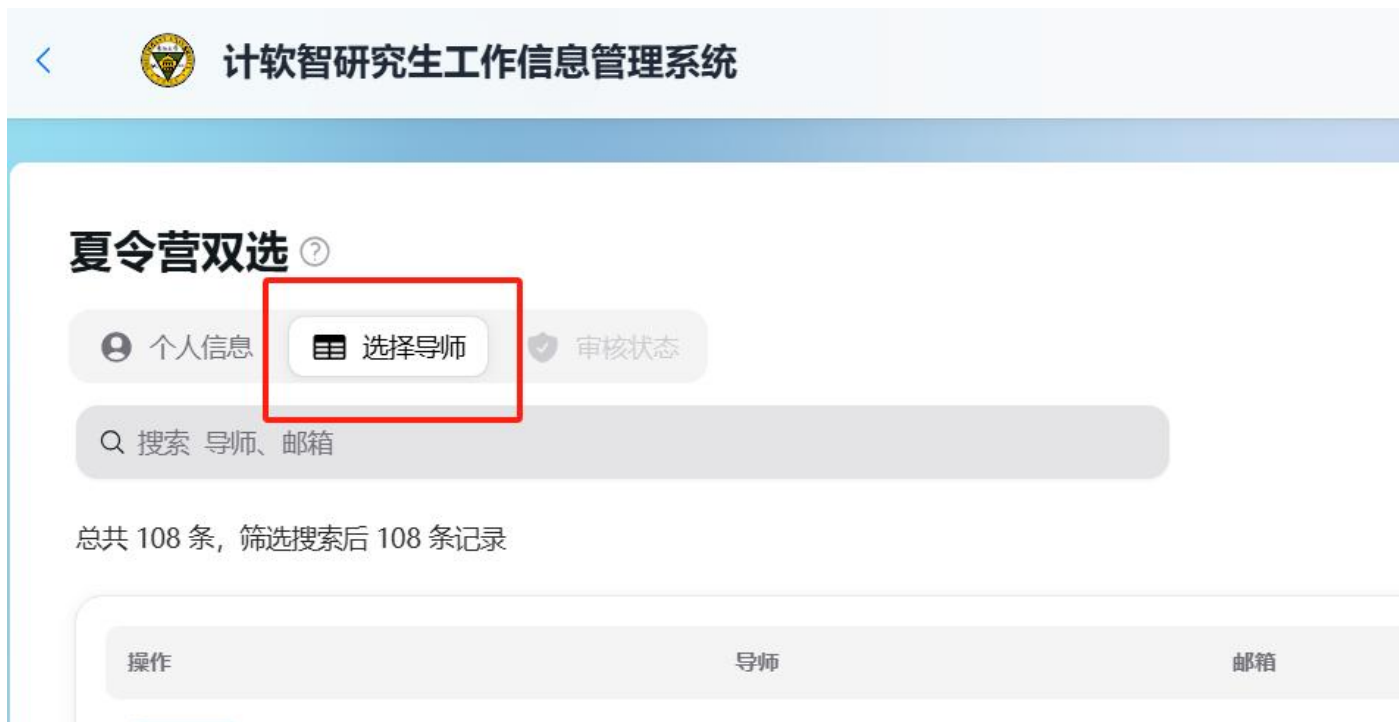 计软智研究生工作信息管理系统
夏令营双选
个人信息 选择导师 审核状态
搜索 导师、邮箱
总共 108 条，筛选搜索后 108 条记录
操作 导师 邮箱